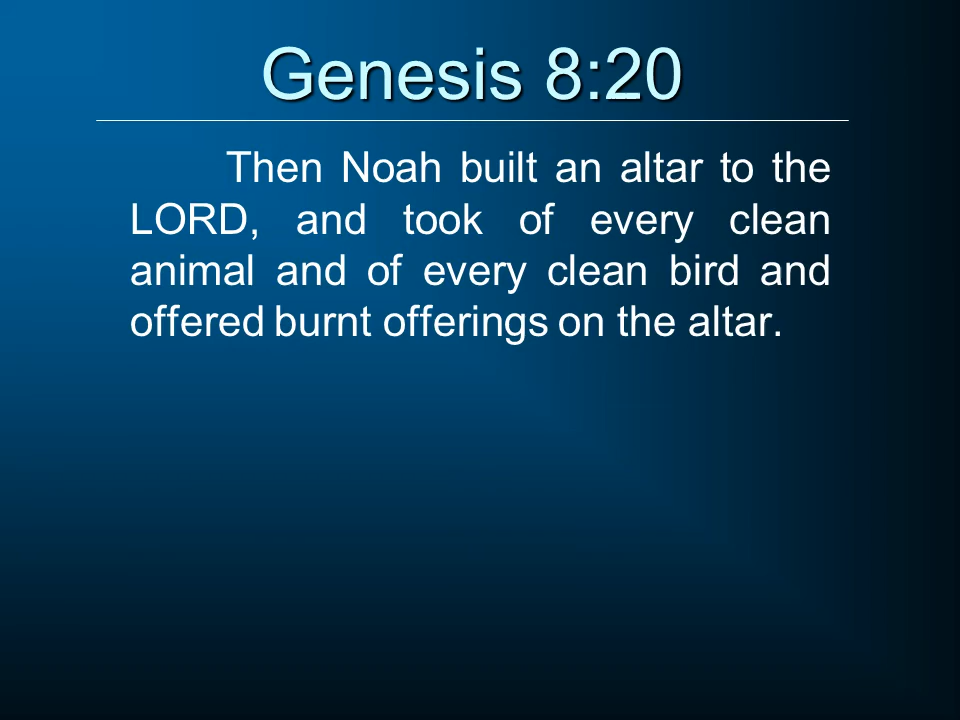 Genesis 8:20
Then Noah built an altar to the
LORD, and took of every clean
animal and of every clean bird and
offered burnt offerings on the altar.